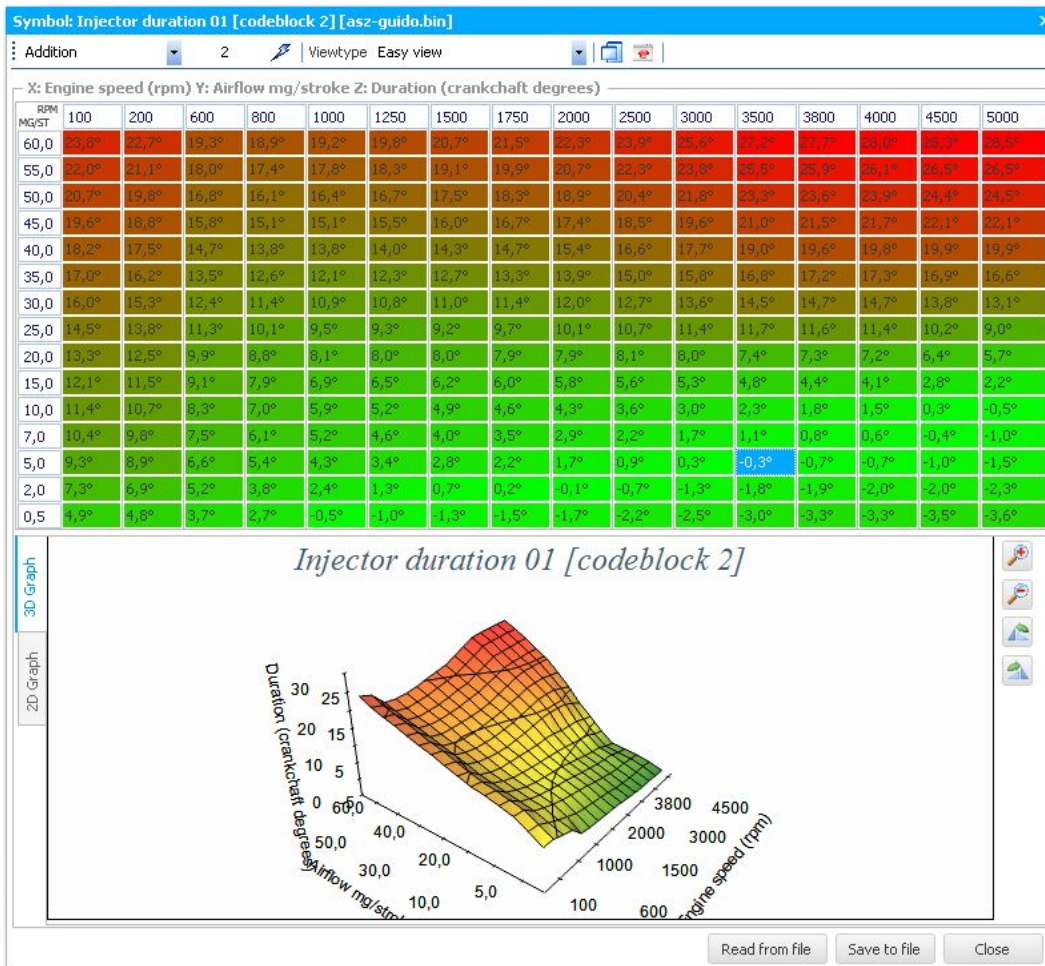 Symbol: Injector duration 01 [codeblock 2] [asz-guido.bin]
Addition 2 Viewtype Easy view
X: Engine speed (rpm) Y: Airflow mg/stroke Z: Duration (crankchaft degrees)
RPM
MG/ST 100 200 600 800 1000 1250 1500 1750 2000 2500 3000 3500 3800 4000 4500 5000
60,0 23,8° 22,7° 19,3° 18,9° 19,2° 19,8° 20,7° 21,5° 22,3° 23,9° 25,6° 27,2° 27,7° 28,0° 28,3° 28,5°
55,0 22,0° 21,1° 18,0° 17,4° 17,8° 18,3° 19,1° 19,9° 20,7° 22,3° 23,8° 25,5° 25,9° 26,1° 26,5° 26,5°
50,0 20,7° 19,8° 16,8° 16,1° 16,4° 16,7° 17,5° 18,3° 18,9° 20,4° 21,8° 23,3° 23,6° 23,9° 24,4° 24,5°
45,0 19,6° 18,8° 15,8° 15,1° 15,1° 15,5° 16,0° 16,7° 17,4° 18,5° 19,6° 21,0° 21,5° 21,7° 22,1° 22,1°
40,0 18,2° 17,5° 14,7° 13,8° 13,8° 14,0° 14,3° 14,7° 15,4° 16,6° 17,7° 19,0° 19,6° 19,8° 19,9° 19,9°
35,0 17,0° 16,2° 13,5° 12,6° 12,1° 12,3° 12,7° 13,3° 13,9° 15,0° 15,8° 16,8° 17,2° 17,3° 16,9° 16,6°
30,0 16,0° 15,3° 12,4° 11,4° 10,9° 10,8° 11,0° 11,4° 12,0° 12,7° 13,6° 14,5° 14,7° 14,7° 13,8° 13,1°
25,0 14,5° 13,8° 11,3° 10,1° 9,5° 9,3° 9,2° 9,7° 10,1° 10,7° 11,4° 11,7° 11,6° 11,4° 10,2° 9,0°
20,0 13,3° 12,5° 9,9° 8,8° 8,1° 8,0° 8,0° 7,9° 7,9° 8,1° 8,0° 7,4° 7,3° 7,2° 6,4° 5,7°
15,0 12,1° 11,5° 9,1° 7,9° 6,9° 6,5° 6,2° 6,0° 5,8° 5,6° 5,3° 4,8° 4,4° 4,1° 2,8° 2,2°
10,0 11,4° 10,7° 8,3° 7,0° 5,9° 5,2° 4,9° 4,6° 4,3° 3,6° 3,0° 2,3° 1,8° 1,5° 0,3° -0,5°
7,0 10,4° 9,8° 7,5° 6,1° 5,2° 4,6° 4,0° 3,5° 2,9° 2,2° 1,7° 1,1° 0,8° 0,6° -0,4° -1,0°
5,0 9,3° 8,9° 6,6° 5,4° 4,3° 3,4° 2,8° 2,2° 1,7° 0,9° 0,3° -0,3° -0,7° -0,7° -1,0° -1,5°
2,0 7,3° 6,9° 5,2° 3,8° 2,4° 1,3° 0,7° 0,2° -0,1° -0,7° -1,3° -1,8° -1,9° -2,0° -2,0° -2,3°
0,5 4,9° 4,8° 3,7° 2,7° -0,5° -1,0° -1,3° -1,5° -1,7° -2,2° -2,5° -3,0° -3,3° -3,3° -3,5° -3,6°
3D Graph
2D Graph
Injector duration 01 [codeblock 2]
Duration (crankchaft degrees)
30 25
20 15
10 5
0 -5
60,0
50,0
40,0
30,0
20,0
10,0
5,0
Airflow mg/strok
100
600
1000
1500
2000
3000
3800
4500
Engine speed (rpm)
Read from file Save to file Close